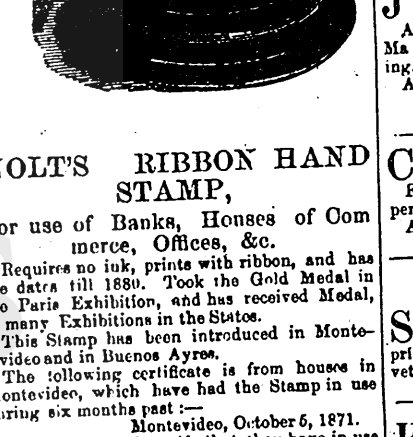 NOLT'S RIBBON HAND
STAMP,
or use of Banks, Houses of Com
merce, Offices, &c.
Requires no ink, prints with ribbon, and has
e dates till 1880. Took the Gold Medal in
e Paris Exhibition, and has received Medal,
many Exhibitions in the States.
This Stamp has been introduced in Monte-
video and in Buenos Ayres.
The following certificate is from houses in
ontevideo, which have had the Stamp in use
uring six months past :—
Montevideo, October 5, 1871.
J
A
Ma
ing.
A
C
per
A
S
pri
vet